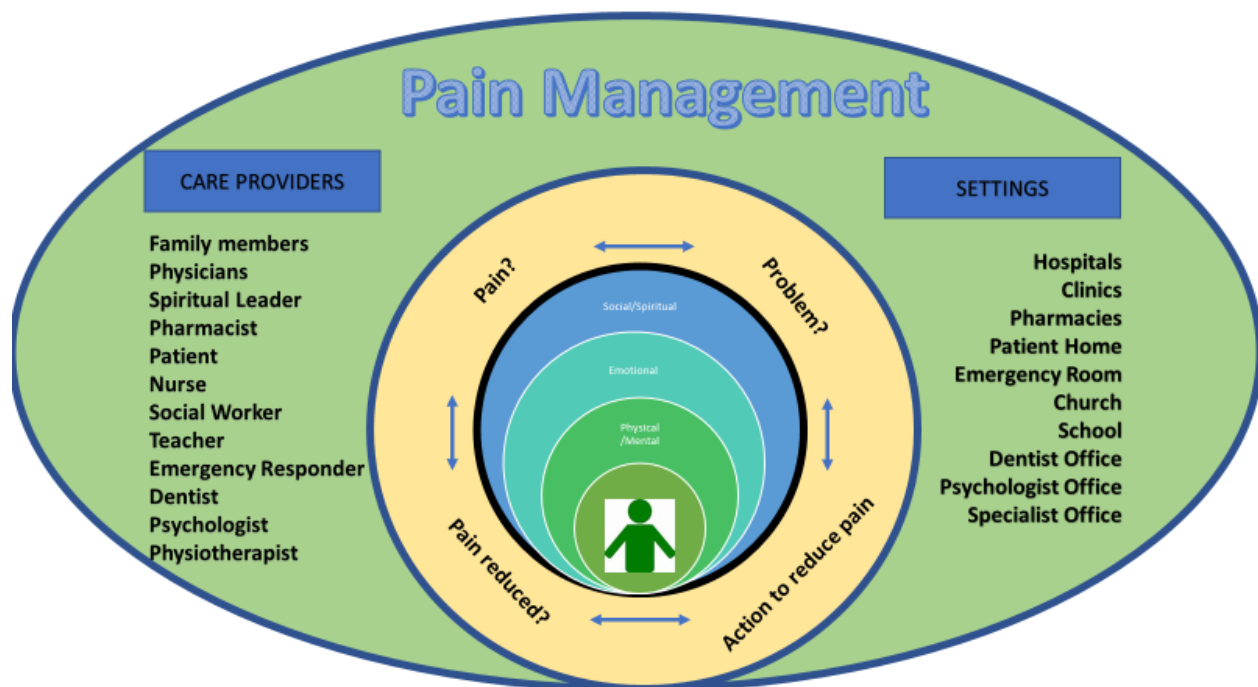 Pain Management
CARE PROVIDERS
Family members
Physicians
Spiritual Leader
Pharmacist
Patient
Nurse
Social Worker
Teacher
Emergency Responder
Dentist
Psychologist
Physiotherapist
Pain?
Problem?
Pain reduced?
Action to reduce pain
Social/Spiritual
Emotional
Physical
/Mental
SETTINGS
Hospitals
Clinics
Pharmacies
Patient Home
Emergency Room
Church
School
Dentist Office
Psychologist Office
Specialist Office